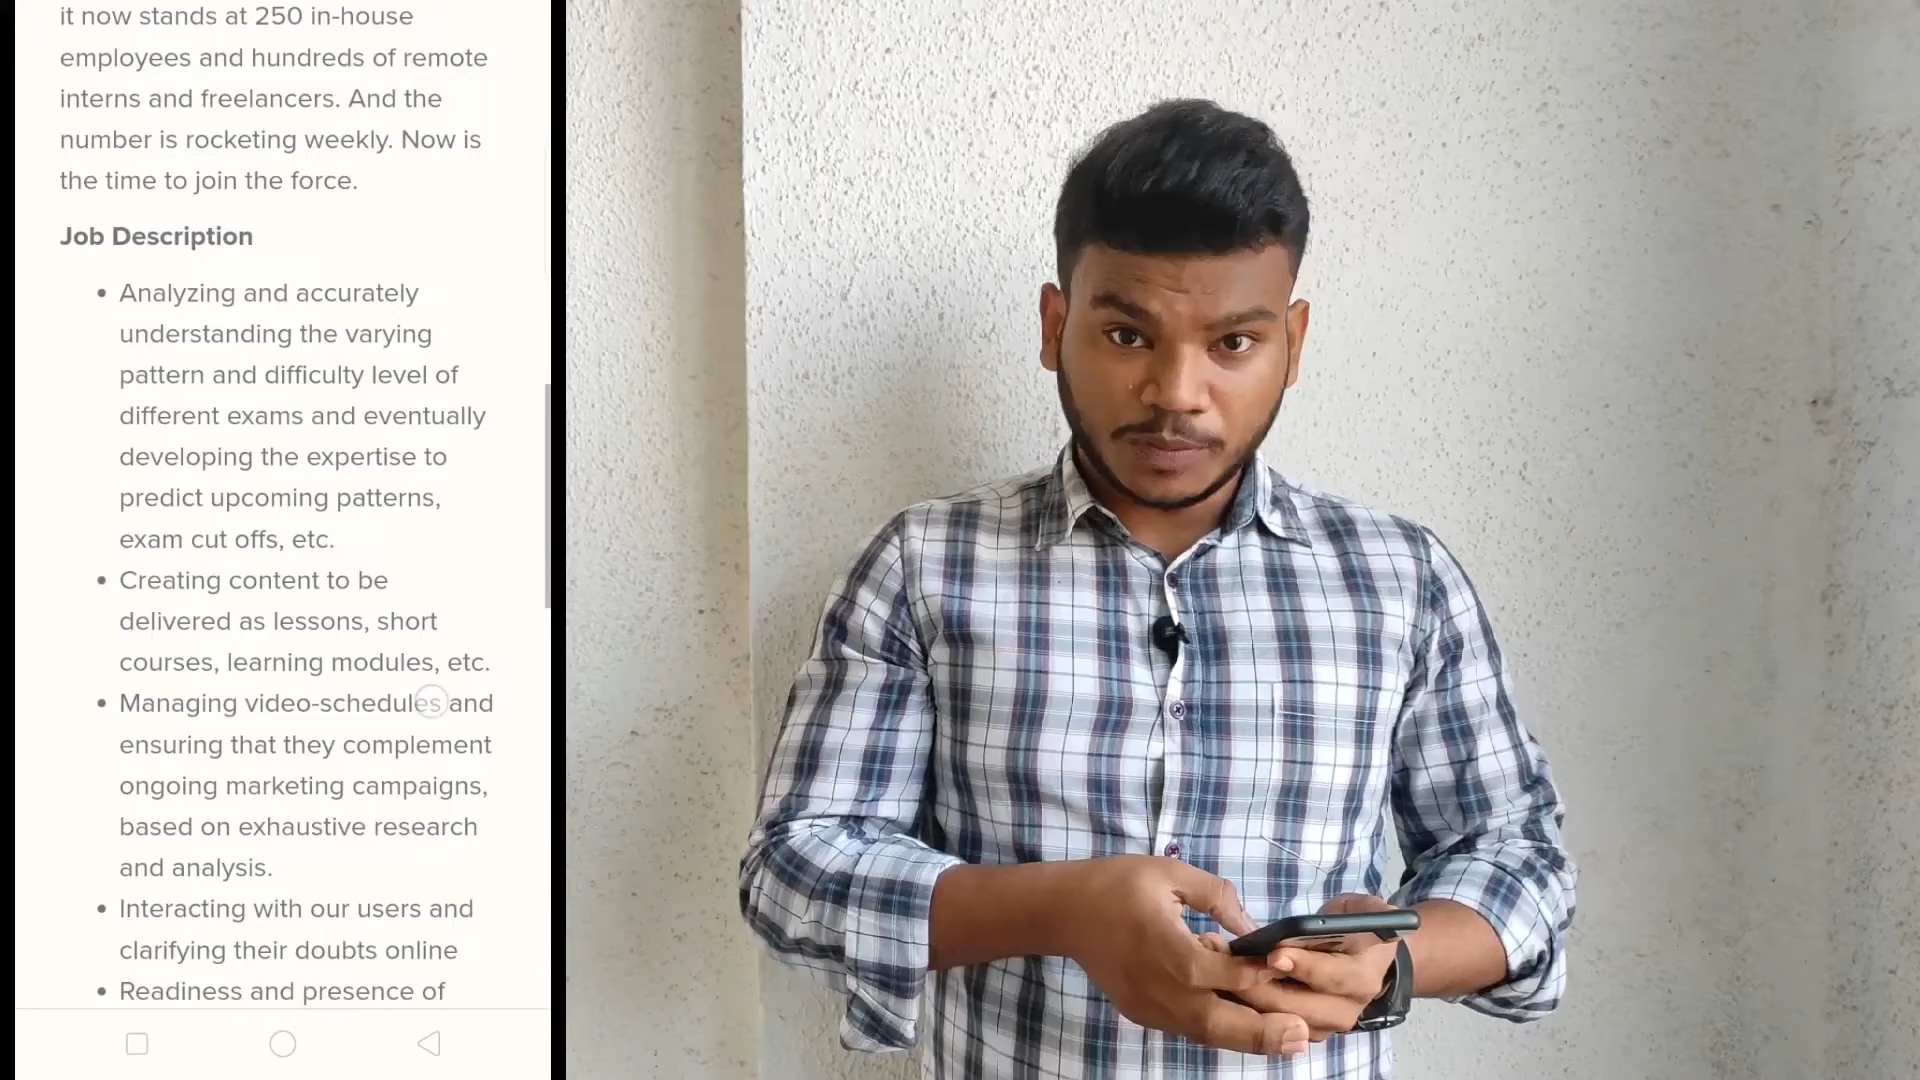 it now stands at 250 in-house
employees and hundreds of remote
interns and freelancers. And the
number is rocketing weekly. Now is
the time to join the force.
Job Description
• Analyzing and accurately
understanding the varying
pattern and difficulty level of
different exams and eventually
developing the expertise to
predict upcoming patterns,
exam cut offs, etc.
• Creating content to be
delivered as lessons, short
courses, learning modules, etc.
• Managing video-schedules and
ensuring that they complement
ongoing marketing campaigns,
based on exhaustive research
and analysis.
• Interacting with our users and
clarifying their doubts online
• Readiness and presence of